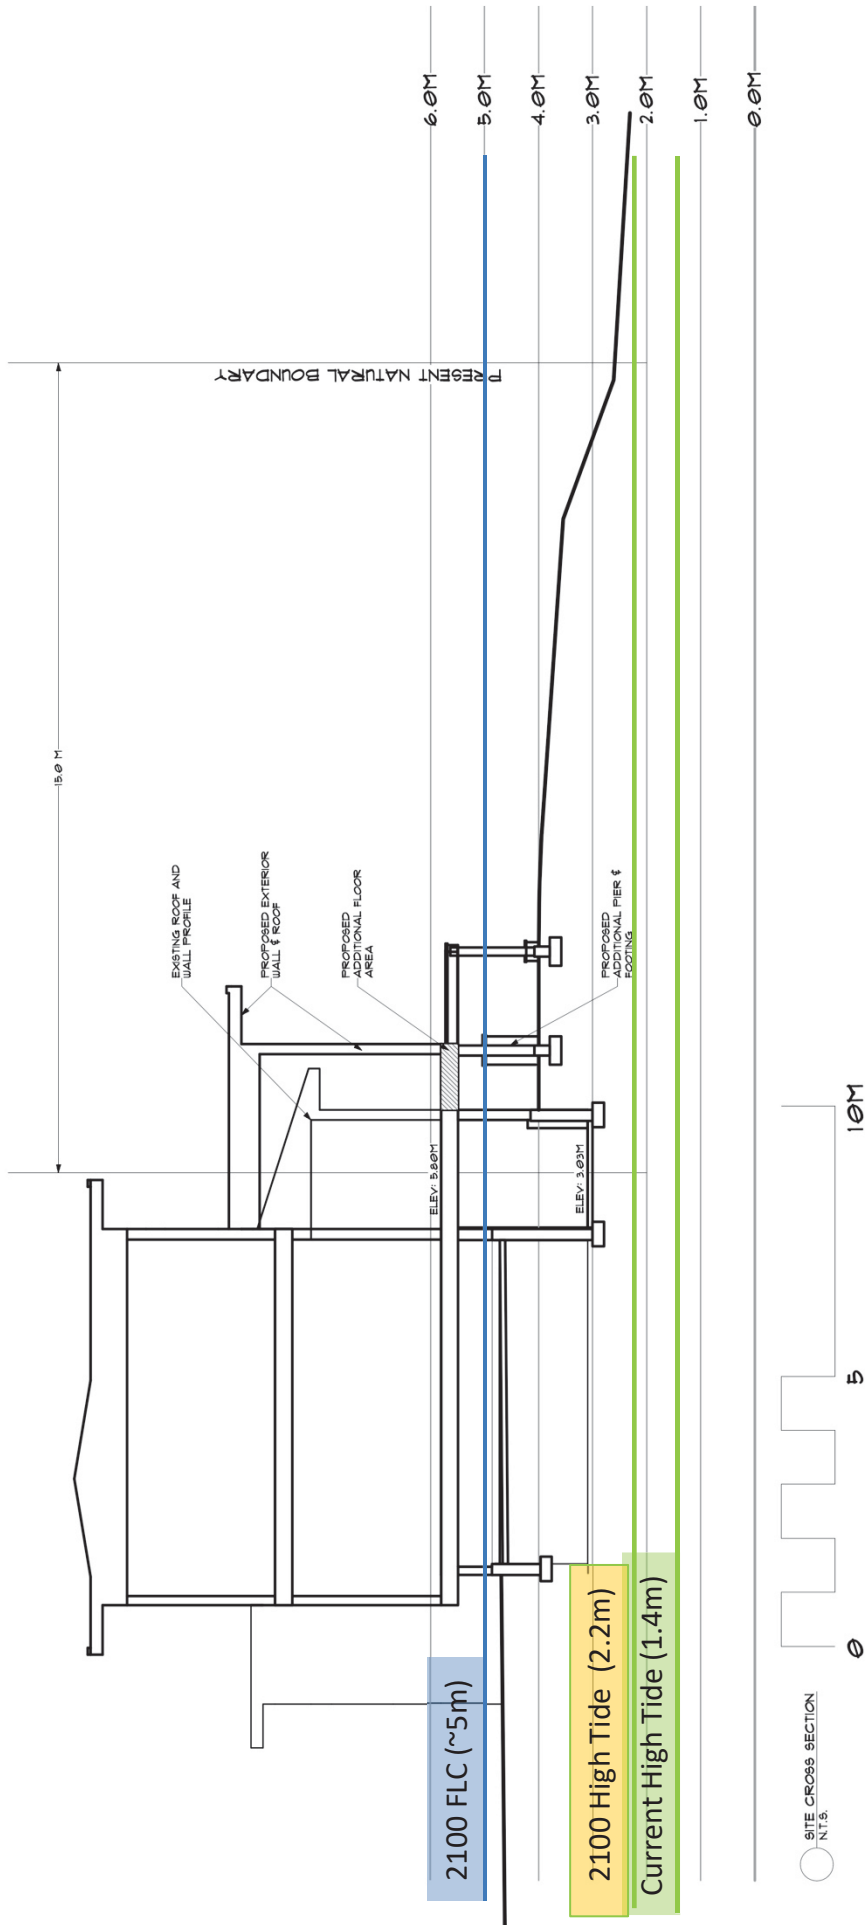 6.0M
5.0M
4.0M
3.0M
2.0M
1.0M
0.0M
PRESENT NATURAL BOUNDARY
15.0 M
EXISTING ROOF AND
WALL PROFILE
PROPOSED EXTERIOR
WALL & ROOF
PROPOSED
ADDITIONAL FLOOR
AREA
PROPOSED
ADDITIONAL PIER &
FOOTING
ELEV: 5.80M
ELEV: 3.03M
2100 FLC (~5m)
2100 High Tide (2.2m)
Current High Tide (1.4m)
0
5
10M
SITE CROSS SECTION
N.T.S.